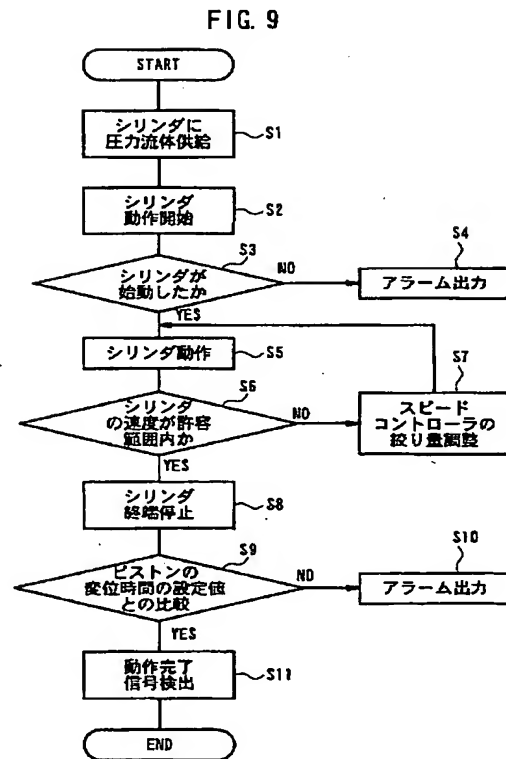 FIG. 9
START
シリンダに
圧力流体供給
S1
シリンダ
動作開始
S2
S3
シリンダが
始動したか
NO
S4
アラーム出力
YES
シリンダ動作
S5
S6
シリンダ
の速度が許容
範囲内か
NO
S7
スピード
コントローラの
絞り量調整
YES
シリンダ
終端停止
S8
S9
ピストンの
変位時間の設定値
との比較
NO
S10
アラーム出力
YES
動作完了
信号検出
S11
END